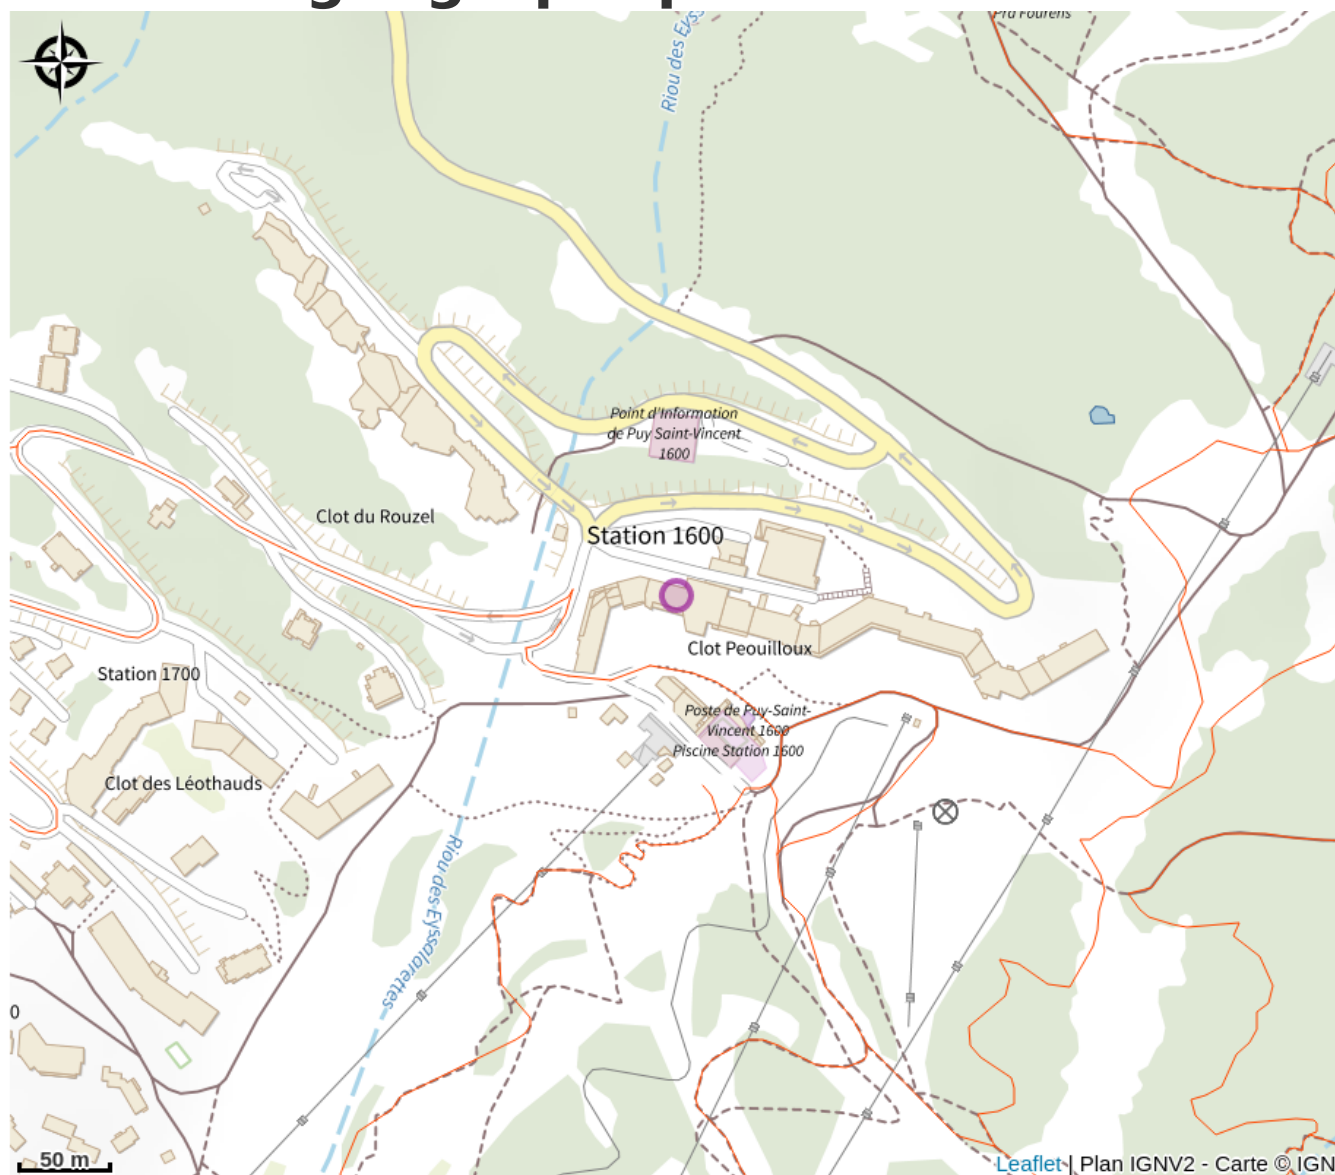 Pra Fourens
Riou des Eyss
Point d'Information
de Puy Saint-Vincent
1600
Clot du Rouzel
Station 1600
Clot Peouilloux
Station 1700
Poste de Puy-Saint-
Vincent 1600
Piscine Station 1600
Clot des Léothauds
Riou des Eyssalarettes
0
50 m
Leaflet | Plan IGNV2 - Carte © IGN